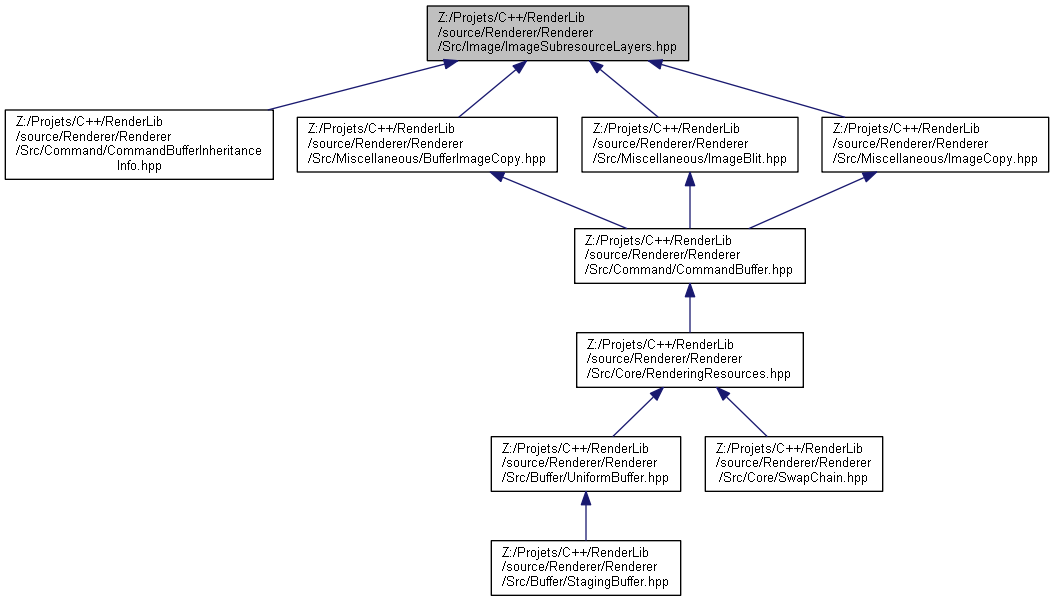 Z:/Projets/C++/RenderLib
/source/Renderer/Renderer
/Src/Image/ImageSubresourceLayers.hpp
Z:/Projets/C++/RenderLib
/source/Renderer/Renderer
/Src/Command/CommandBufferInheritance
Info.hpp
Z:/Projets/C++/RenderLib
/source/Renderer/Renderer
/Src/Miscellaneous/BufferImageCopy.hpp
Z:/Projets/C++/RenderLib
/source/Renderer/Renderer
/Src/Miscellaneous/ImageBlit.hpp
Z:/Projets/C++/RenderLib
/source/Renderer/Renderer
/Src/Miscellaneous/ImageCopy.hpp
Z:/Projets/C++/RenderLib
/source/Renderer/Renderer
/Src/Command/CommandBuffer.hpp
Z:/Projets/C++/RenderLib
/source/Renderer/Renderer
/Src/Core/RenderingResources.hpp
Z:/Projets/C++/RenderLib
/source/Renderer/Renderer
/Src/Buffer/UniformBuffer.hpp
Z:/Projets/C++/RenderLib
/source/Renderer/Renderer
/Src/Core/SwapChain.hpp
Z:/Projets/C++/RenderLib
/source/Renderer/Renderer
/Src/Buffer/StagingBuffer.hpp